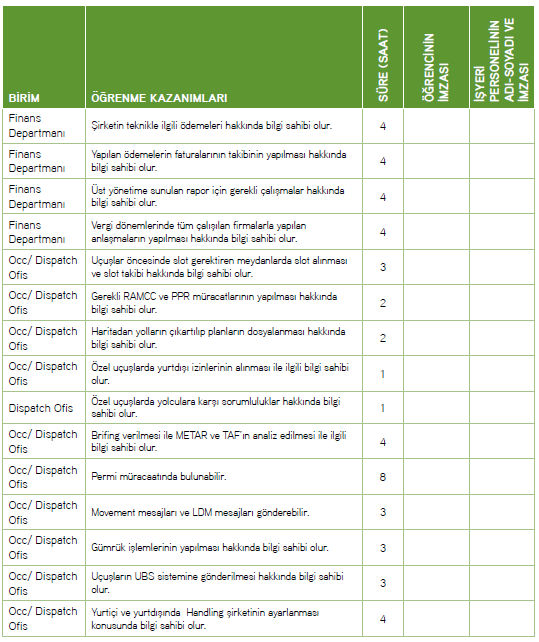 BİRİM
ÖĞRENME KAZANIMLARI
SÜRE (SAAT)
ÖĞRENCİNİN
İMZASI
İŞYERİ
PERSONELİNİN
ADI-SOYADI VE
İMZASI
Finans
Departmanı
Şirketin teknikle ilgili ödemeleri hakkında bilgi sahibi olur.
4
Finans
Departmanı
Yapılan ödemelerin faturalarının takibinin yapılması hakkında
bilgi sahibi olur.
4
Finans
Departmanı
Üst yönetime sunulan rapor için gerekli çalışmalar hakkında
bilgi sahibi olur.
4
Finans
Departmanı
Vergi dönemlerinde tüm çalışılan firmalarla yapılan
anlaşmaların yapılması hakkında bilgi sahibi olur.
4
Occ/ Dispatch
Ofis
Uçuşlar öncesinde slot gerektiren meydanlarda slot alınması
ve slot takibi hakkında bilgi sahibi olur.
3
Occ/ Dispatch
Ofis
Gerekli RAMCC ve PPR müracatlarının yapılması hakkında
bilgi sahibi olur.
2
Occ/ Dispatch
Ofis
Haritadan yolların çıkartılıp planların dosyalanması hakkında
bilgi sahibi olur.
2
Occ/ Dispatch
Ofis
Özel uçuşlarda yurtdışı izinlerinin alınması ile ilgili bilgi sahibi
olur.
1
Dispatch Ofis
Özel uçuşlarda yolculara karşı sorumluluklar hakkında bilgi
sahibi olur.
1
Occ/ Dispatch
Ofis
Brifing verilmesi ile METAR ve TAF'ın analiz edilmesi ile ilgili
bilgi sahibi olur.
4
Occ/ Dispatch
Ofis
Permi müracaatında bulunabilir.
8
Occ/ Dispatch
Ofis
Movement mesajları ve LDM mesajları gönderebilir.
3
Occ/ Dispatch
Ofis
Gümrük işlemlerinin yapılması hakkında bilgi sahibi olur.
3
Occ/ Dispatch
Ofis
Uçuşların UBS sistemine gönderilmesi hakkında bilgi sahibi
olur.
3
Occ/ Dispatch
Ofis
Yurtiçi ve yurtdışında Handling şirketinin ayarlanması
konusunda bilgi sahibi olur.
4